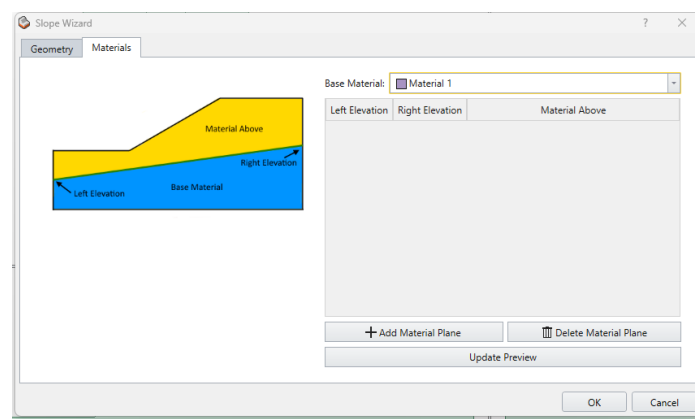 Slope Wizard
? ×
Geometry Materials
Base Material: Material 1
Left Elevation Right Elevation Material Above
Material Above
Right Elevation
Base Material
Left Elevation
+ Add Material Plane Delete Material Plane
Update Preview
OK Cancel